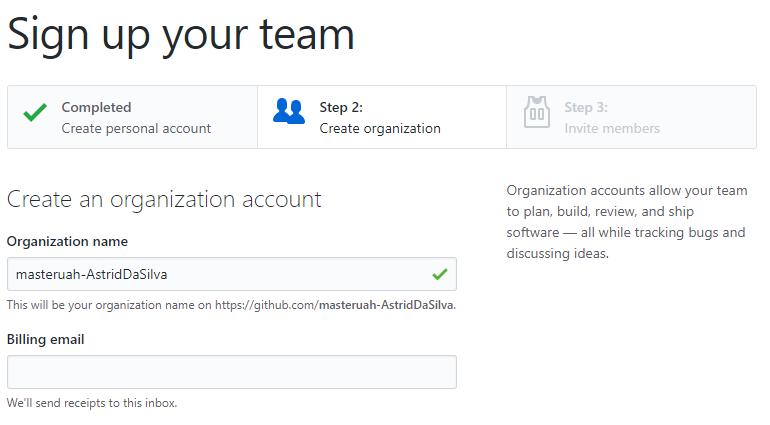 Sign up your team
Completed
Create personal account
Step 2:
Create organization
Step 3:
Invite members
Create an organization account
Organization name
masteruah-AstridDaSilva
This will be your organization name on https://github.com/masteruah-AstridDaSilva.
Billing email
We'll send receipts to this inbox.
Organization accounts allow your team
to plan, build, review, and ship
software — all while tracking bugs and
discussing ideas.